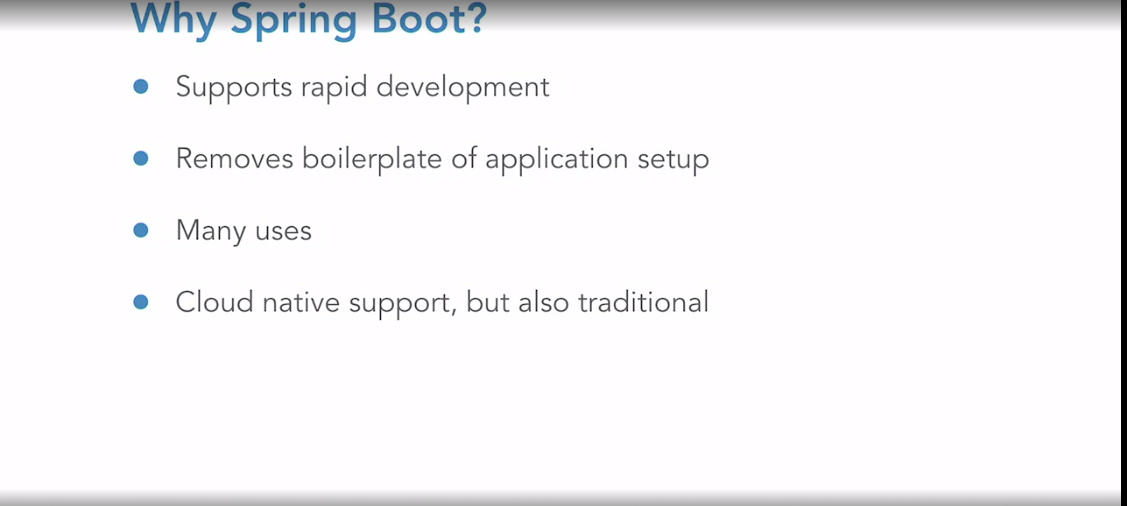 Why Spring Boot?
Supports rapid development
Removes boilerplate of application setup
Many uses
Cloud native support, but also traditional